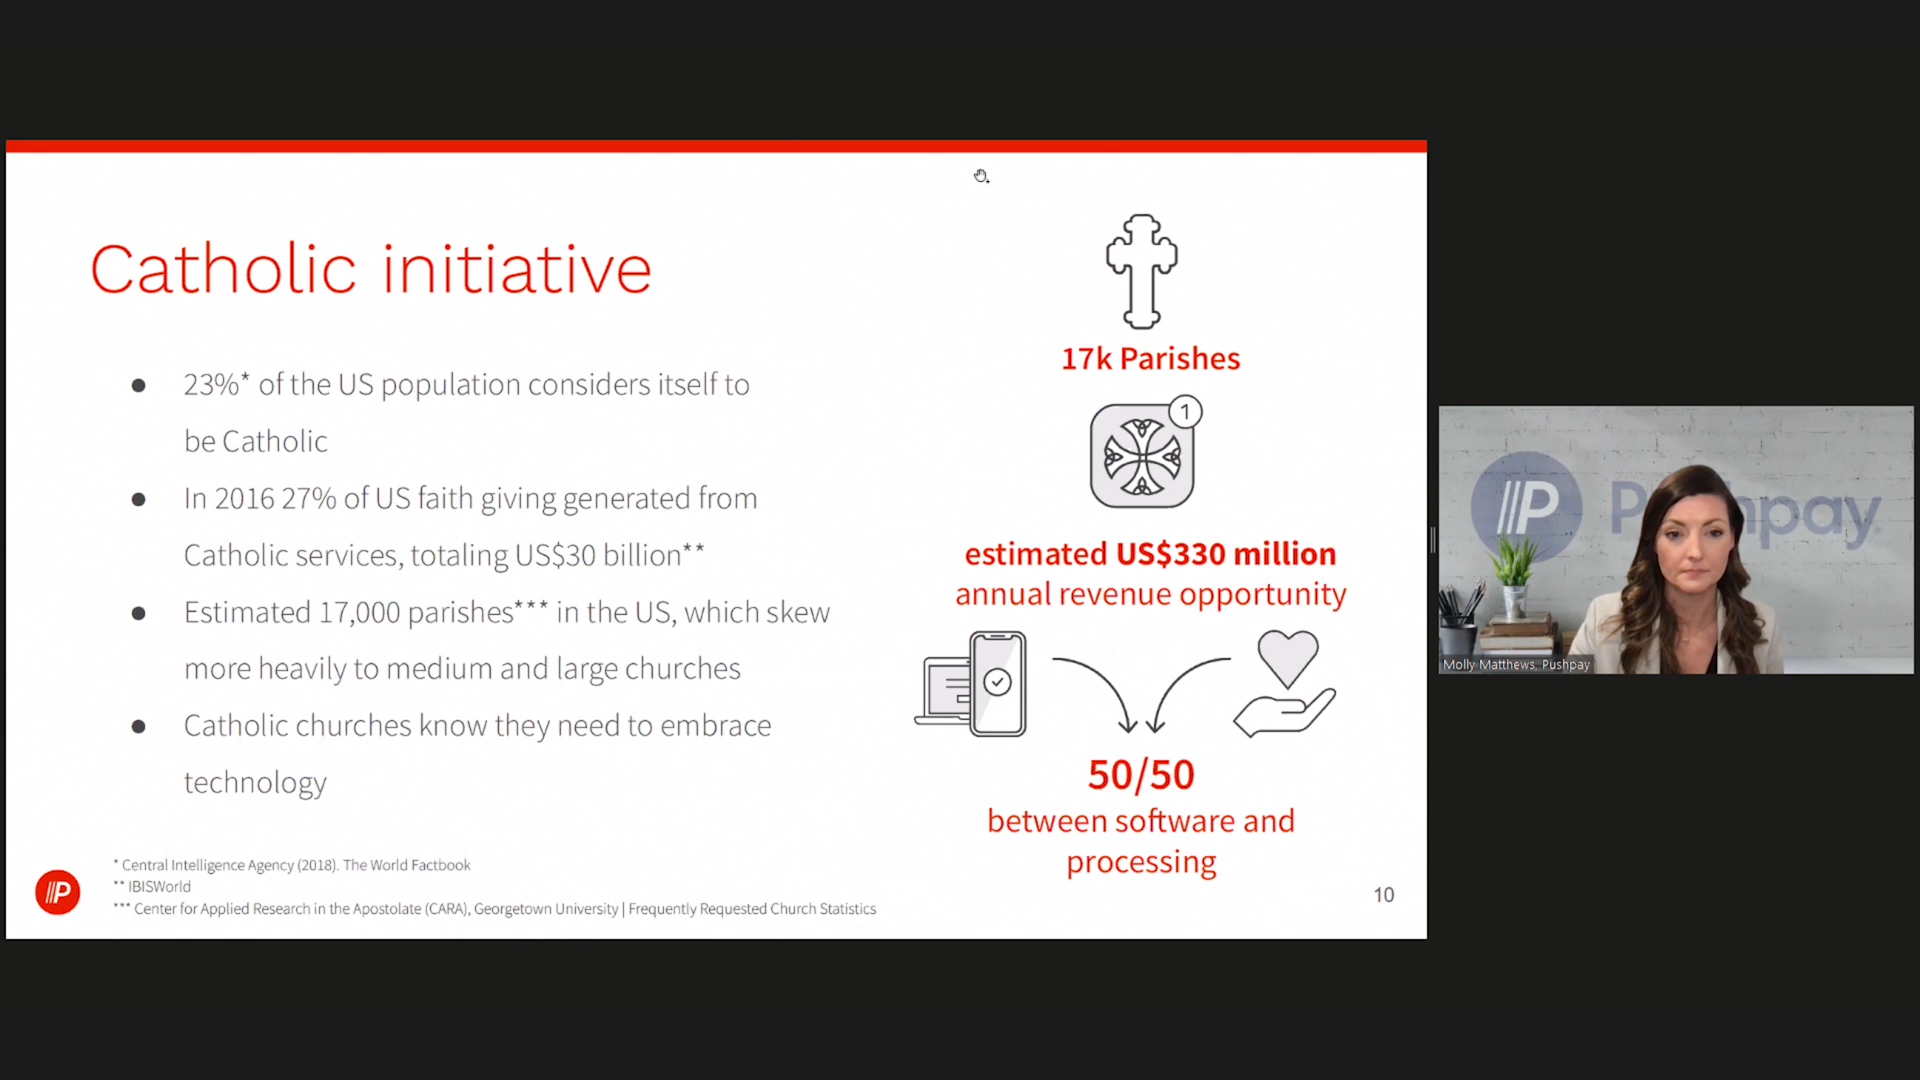 Catholic initiative
23%* of the US population considers itself to
be Catholic
In 2016 27% of US faith giving generated from
Catholic services, totaling US$30 billion**
Estimated 17,000 parishes*** in the US, which skew
more heavily to medium and large churches
Catholic churches know they need to embrace
technology
* Central Intelligence Agency (2018). The World Factbook
** IBISWorld
*** Center for Applied Research in the Apostolate (CARA), Georgetown University | Frequently Requested Church Statistics
P
17k Parishes
1
estimated US$330 million
annual revenue opportunity
50/50
between software and
processing
10
P Pushpay
Molly Matthews, Pushpay